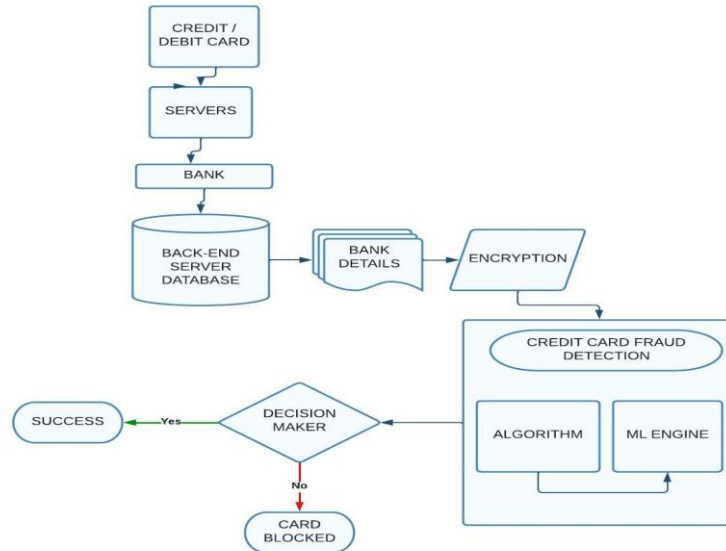 CREDIT /
DEBIT CARD
SERVERS
BANK
BACK-END
SERVER
DATABASE
BANK
DETAILS
ENCRYPTION
CREDIT CARD FRAUD
DETECTION
ALGORITHM
ML ENGINE
DECISION
MAKER
Yes
SUCCESS
No
CARD
BLOCKED